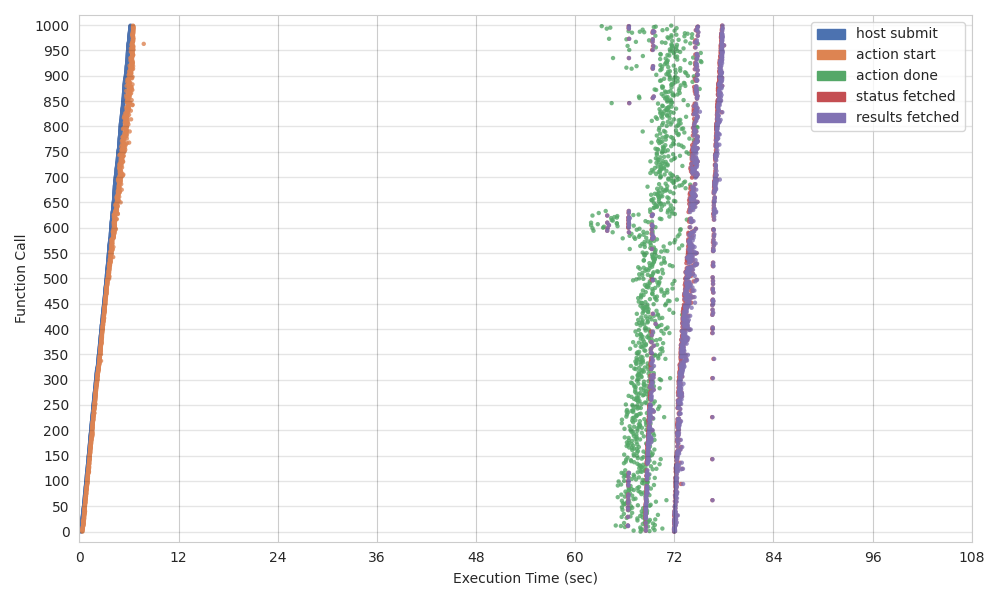 host submit
action start
action done
status fetched
results fetched
Function Call
1000
950
900
850
800
750
700
650
600
550
500
450
400
350
300
250
200
150
100
50
0
0 12 24 36 48 60 72 84 96 108
Execution Time (sec)